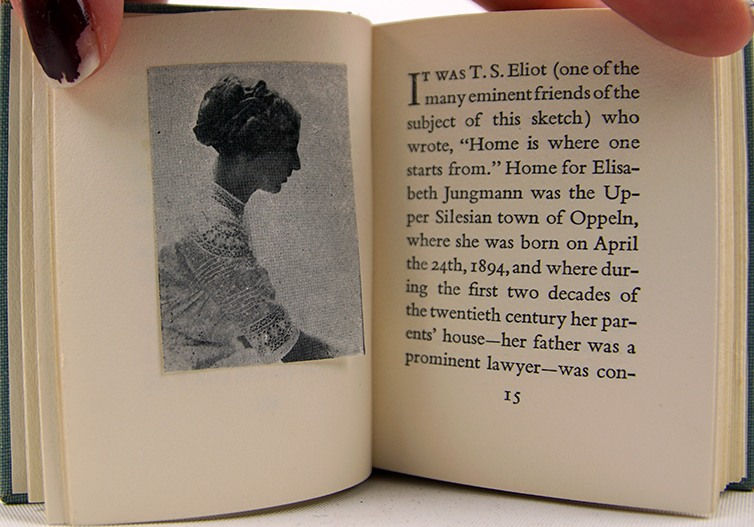 IT WAS T. S. Eliot (one of the
many eminent friends of the
subject of this sketch) who
wrote, “Home is where one
starts from.” Home for Elisa-
beth Jungmann was the Up-
per Silesian town of Oppeln,
where she was born on April
the 24th, 1894, and where dur-
ing the first two decades of
the twentieth century her par-
ents’ house—her father was a
prominent lawyer—was con-
15